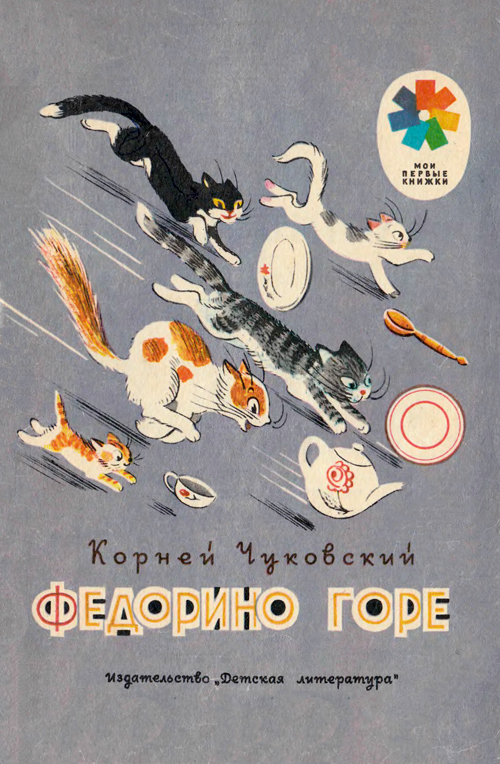 МОИ
ПЕРВЫЕ
КНИЖКИ
Корней Чуковский
ФЕДОРИНО ГОРЕ
Издательство „Детская литература"